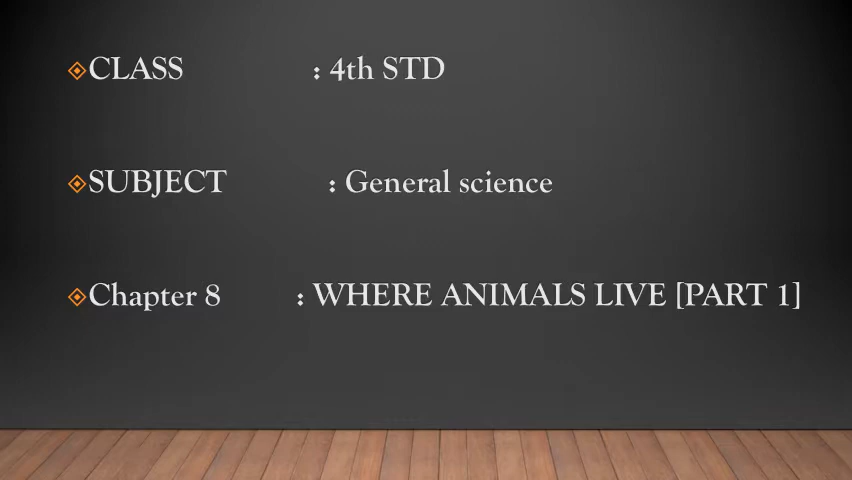 CLASS : 4th STD
SUBJECT : General science
Chapter 8 : WHERE ANIMALS LIVE [PART 1]